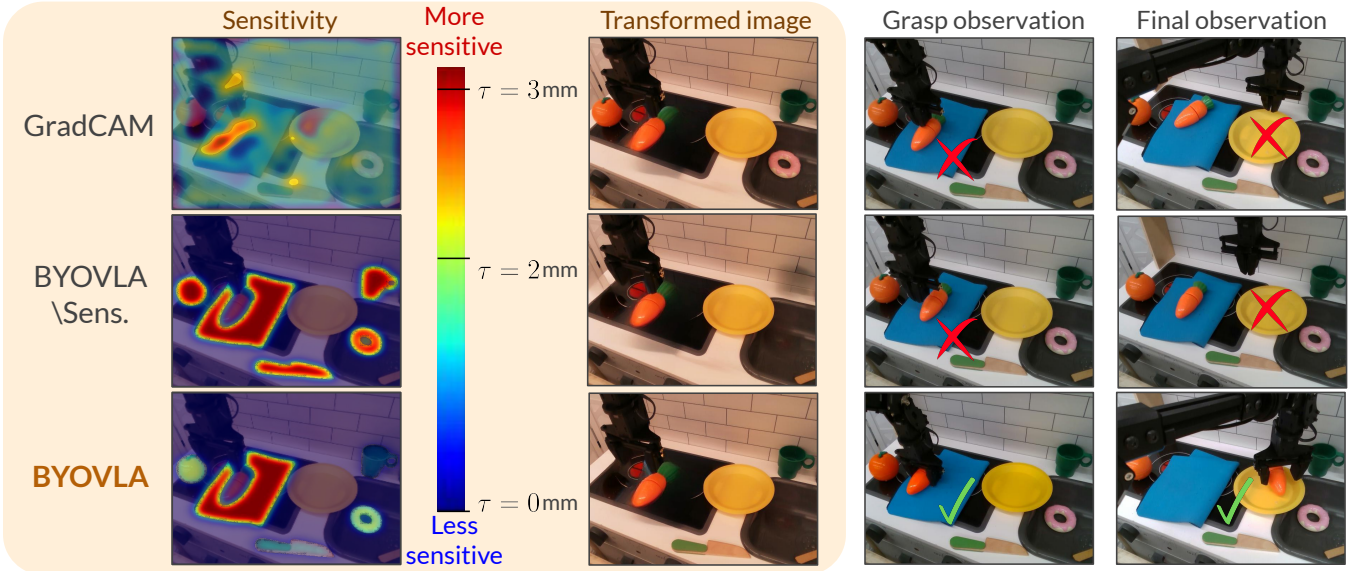 Sensitivity
More
sensitive
Transformed image
Grasp observation
Final observation
GradCAM
τ = 3mm
BYOVLA
\Sens.
τ = 2mm
BYOVLA
τ = 0mm
Less
sensitive